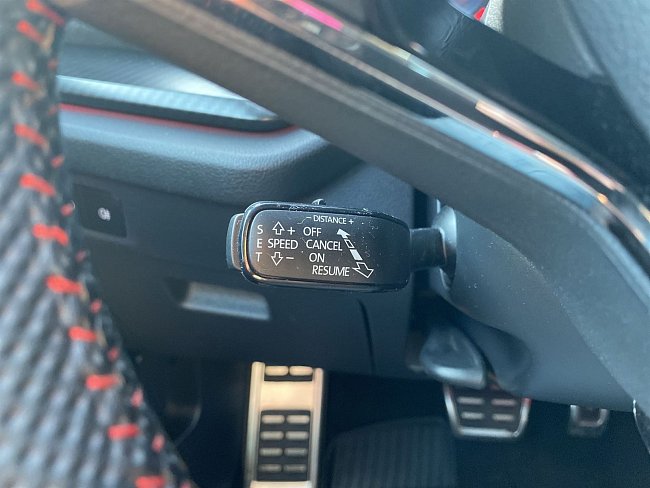 – DISTANCE +
S + OFF
E SPEED CANCEL
T – ON
RESUME